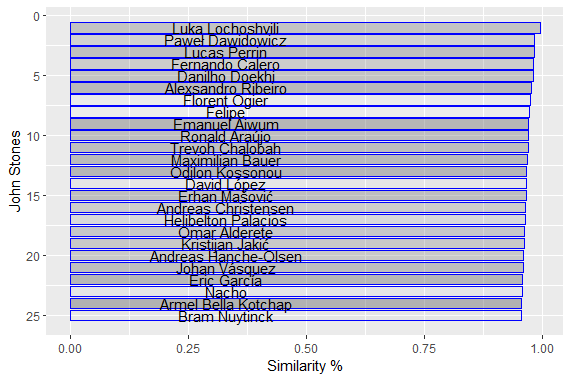 0
5
10
15
20
25
John Stones
Luka Lochoshvili
Paweł Dawidowicz
Lucas Perrin
Fernando Calero
Danilho Doekhi
Alexsandro Ribeiro
Florent Ogier
Felipe
Emanuel Aiwum
Ronald Araújo
Trevoh Chalobah
Maximilian Bauer
Odilon Kossonou
David López
Erhan Mašović
Andreas Christensen
Helibelton Palacios
Omar Alderete
Kristijan Jakić
Andreas Hanche-Olsen
Johan Vásquez
Eric García
Nacho
Armel Bella Kotchap
Bram Nuytinck
0.00 0.25 0.50 0.75 1.00
Similarity %